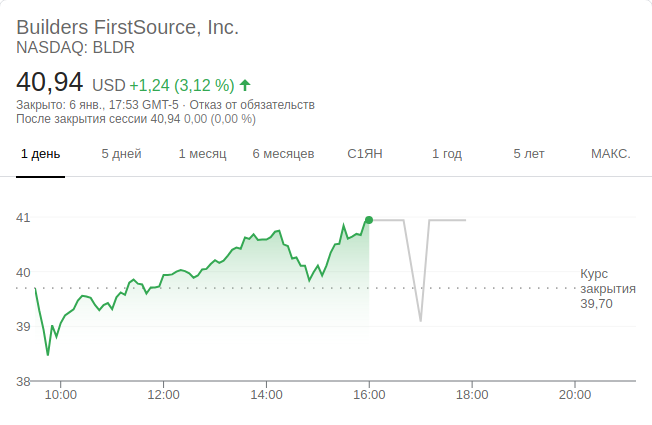 Builders FirstSource, Inc.
NASDAQ: BLDR
40,94 USD +1,24 (3,12 %)
Закрыто: 6 янв., 17:53 GMT-5 · Отказ от обязательств
После закрытия сессии 40,94 0,00 (0,00 %)
1 день 5 дней 1 месяц 6 месяцев С1ЯН 1 год 5 лет МАКС.
41
40
Курс
закрытия
39,70
39
38
10:00 12:00 14:00 16:00 18:00 20:00